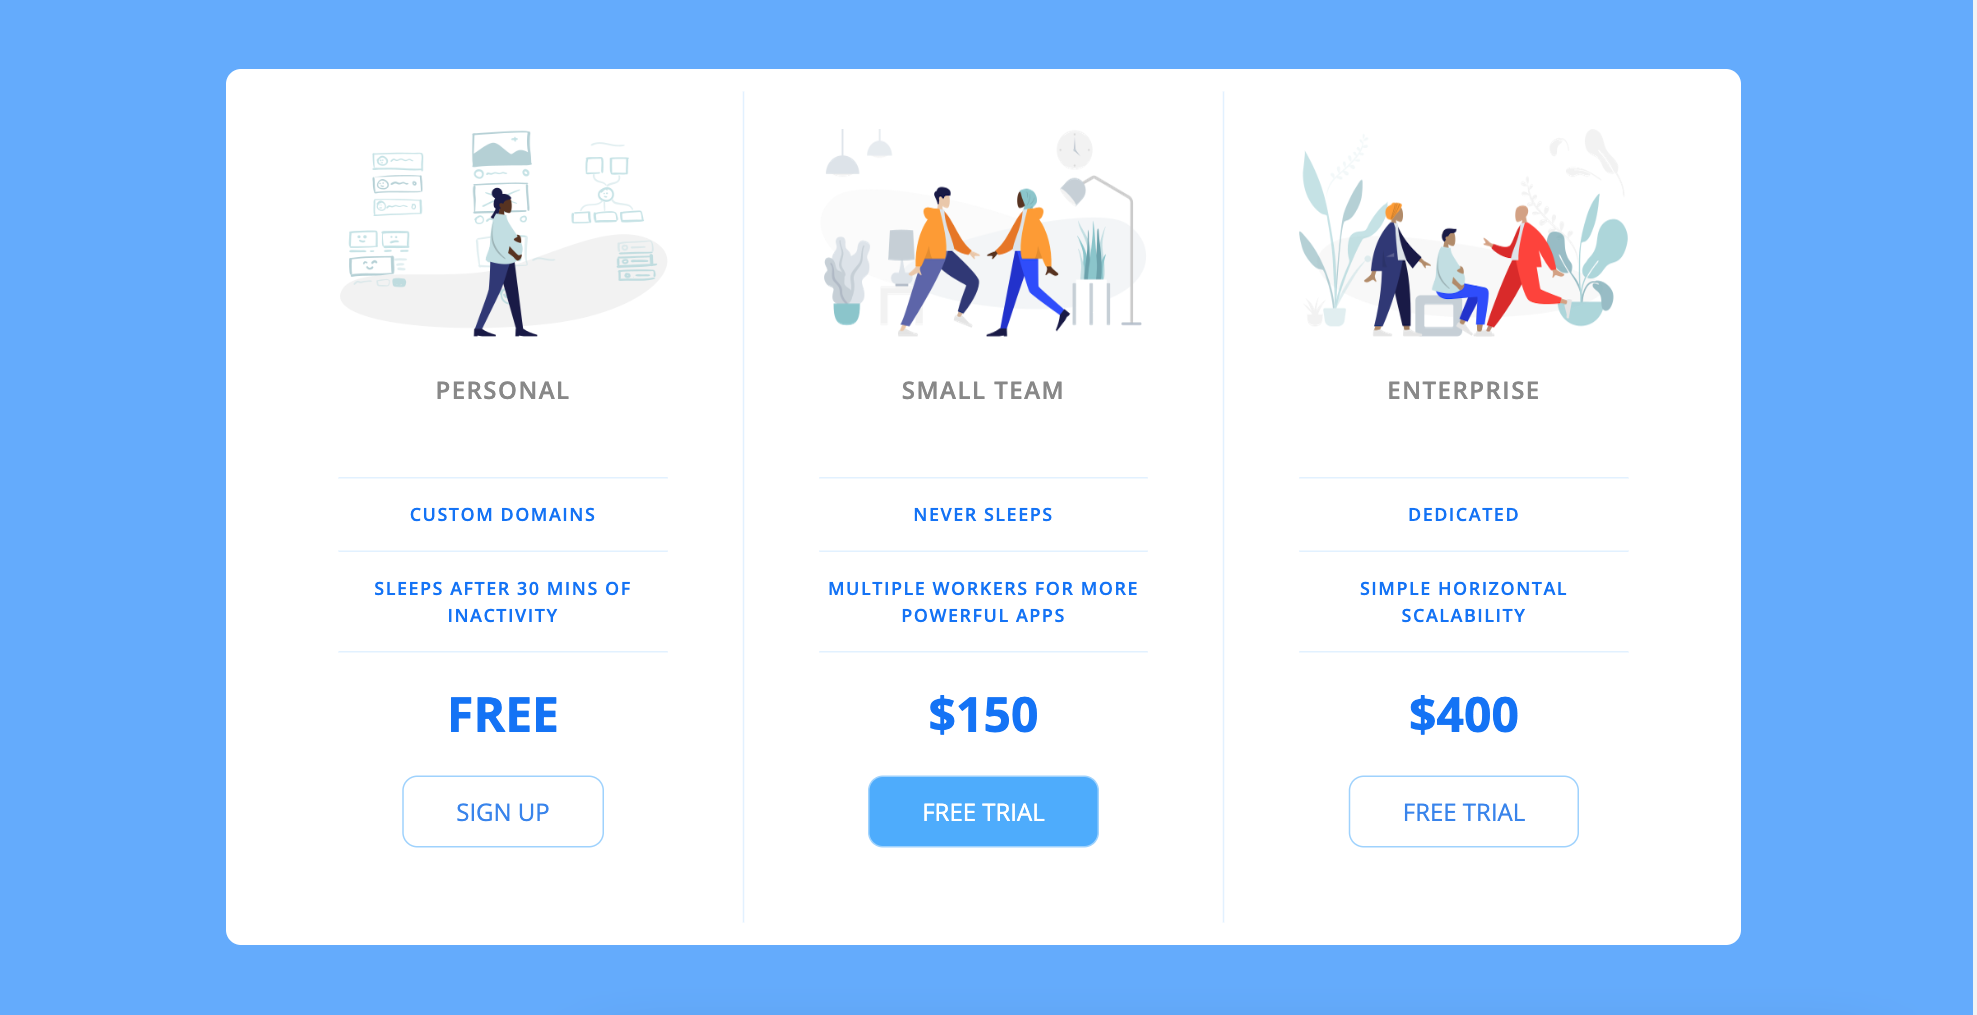 PERSONAL
CUSTOM DOMAINS
SLEEPS AFTER 30 MINS OF
INACTIVITY
FREE
SIGN UP
SMALL TEAM
NEVER SLEEPS
MULTIPLE WORKERS FOR MORE
POWERFUL APPS
$150
FREE TRIAL
ENTERPRISE
DEDICATED
SIMPLE HORIZONTAL
SCALABILITY
$400
FREE TRIAL